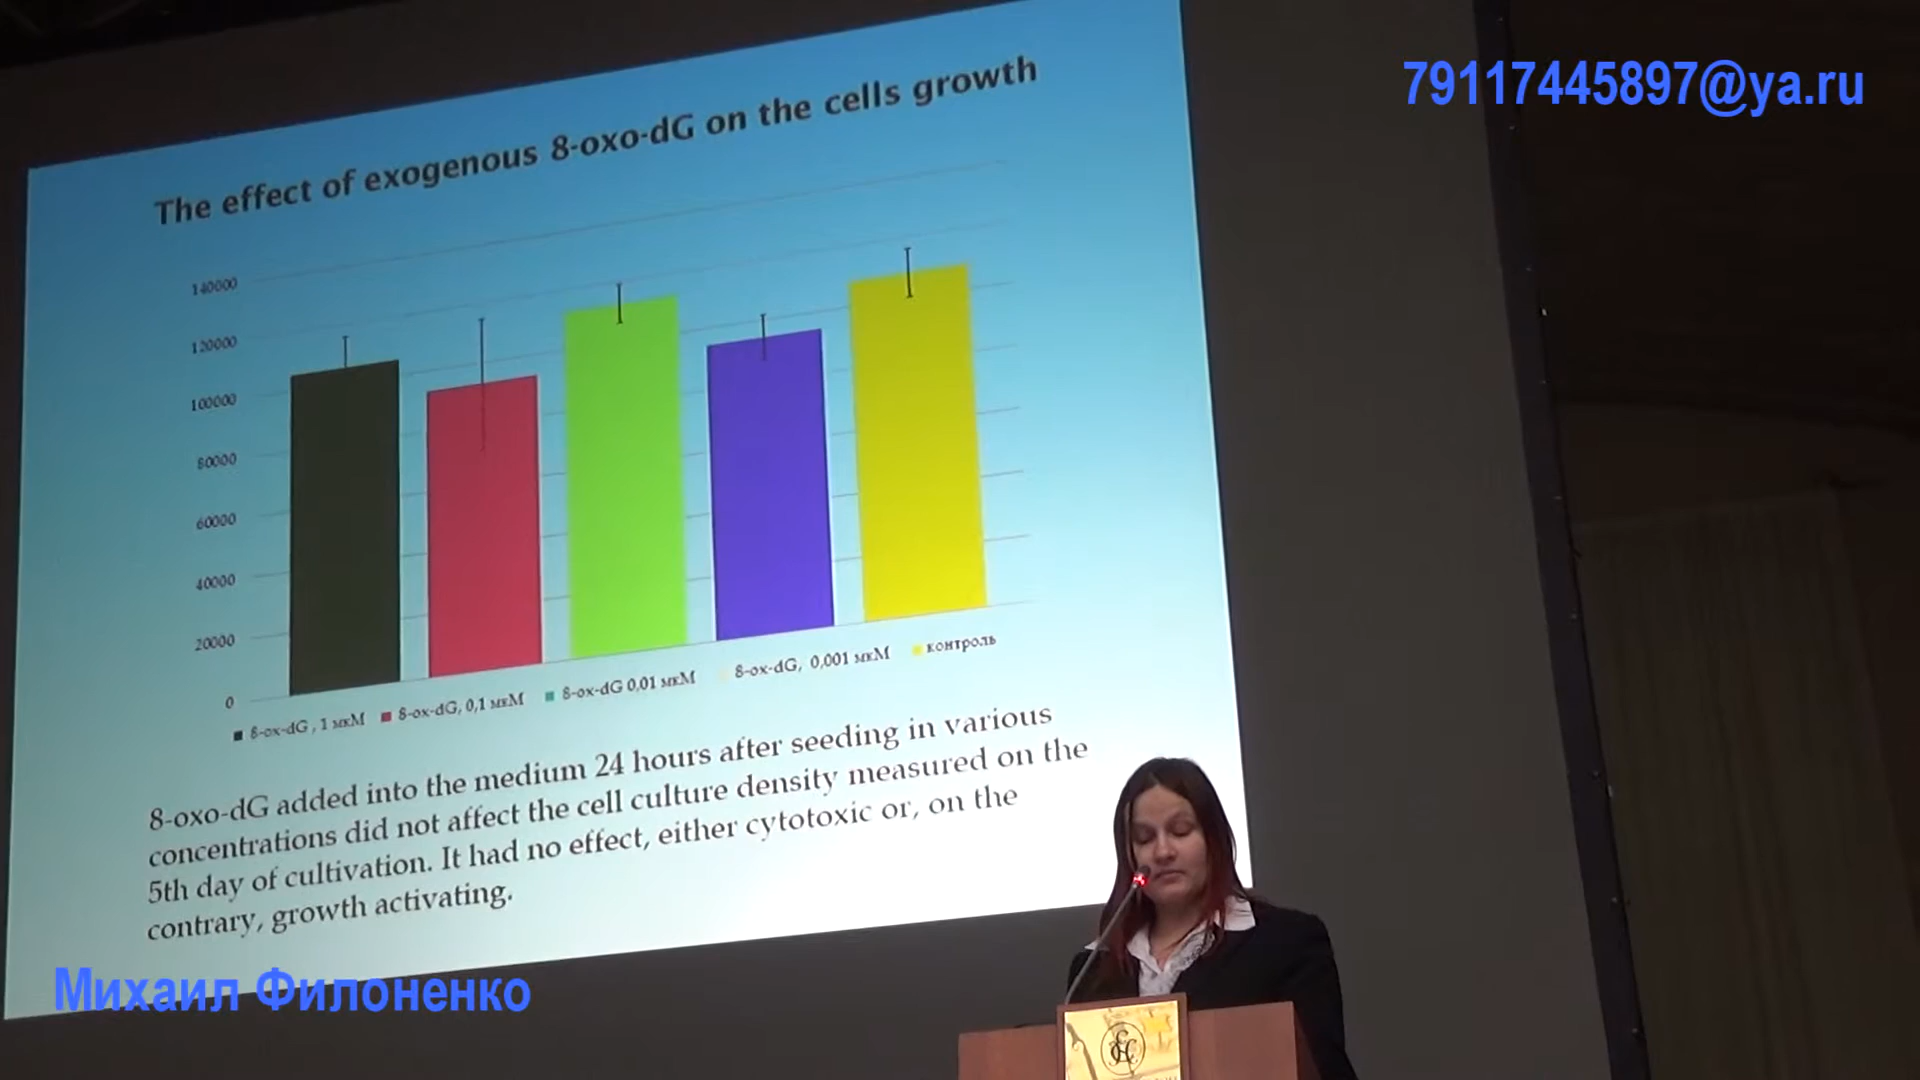 79117445897@ya.ru
The effect of exogenous 8-oxo-dG on the cells growth
140000
120000
100000
80000
60000
40000
20000
0
8-ox-dG , 1 мкМ 8-ox-dG, 0,1 мкМ 8-ox-dG 0,01 мкМ 8-ox-dG, 0,001 мкМ контроль
8-oxo-dG added into the medium 24 hours after seeding in various
concentrations did not affect the cell culture density measured on the
5th day of cultivation. It had no effect, either cytotoxic or, on the
contrary, growth activating.
Михаил Филоненко